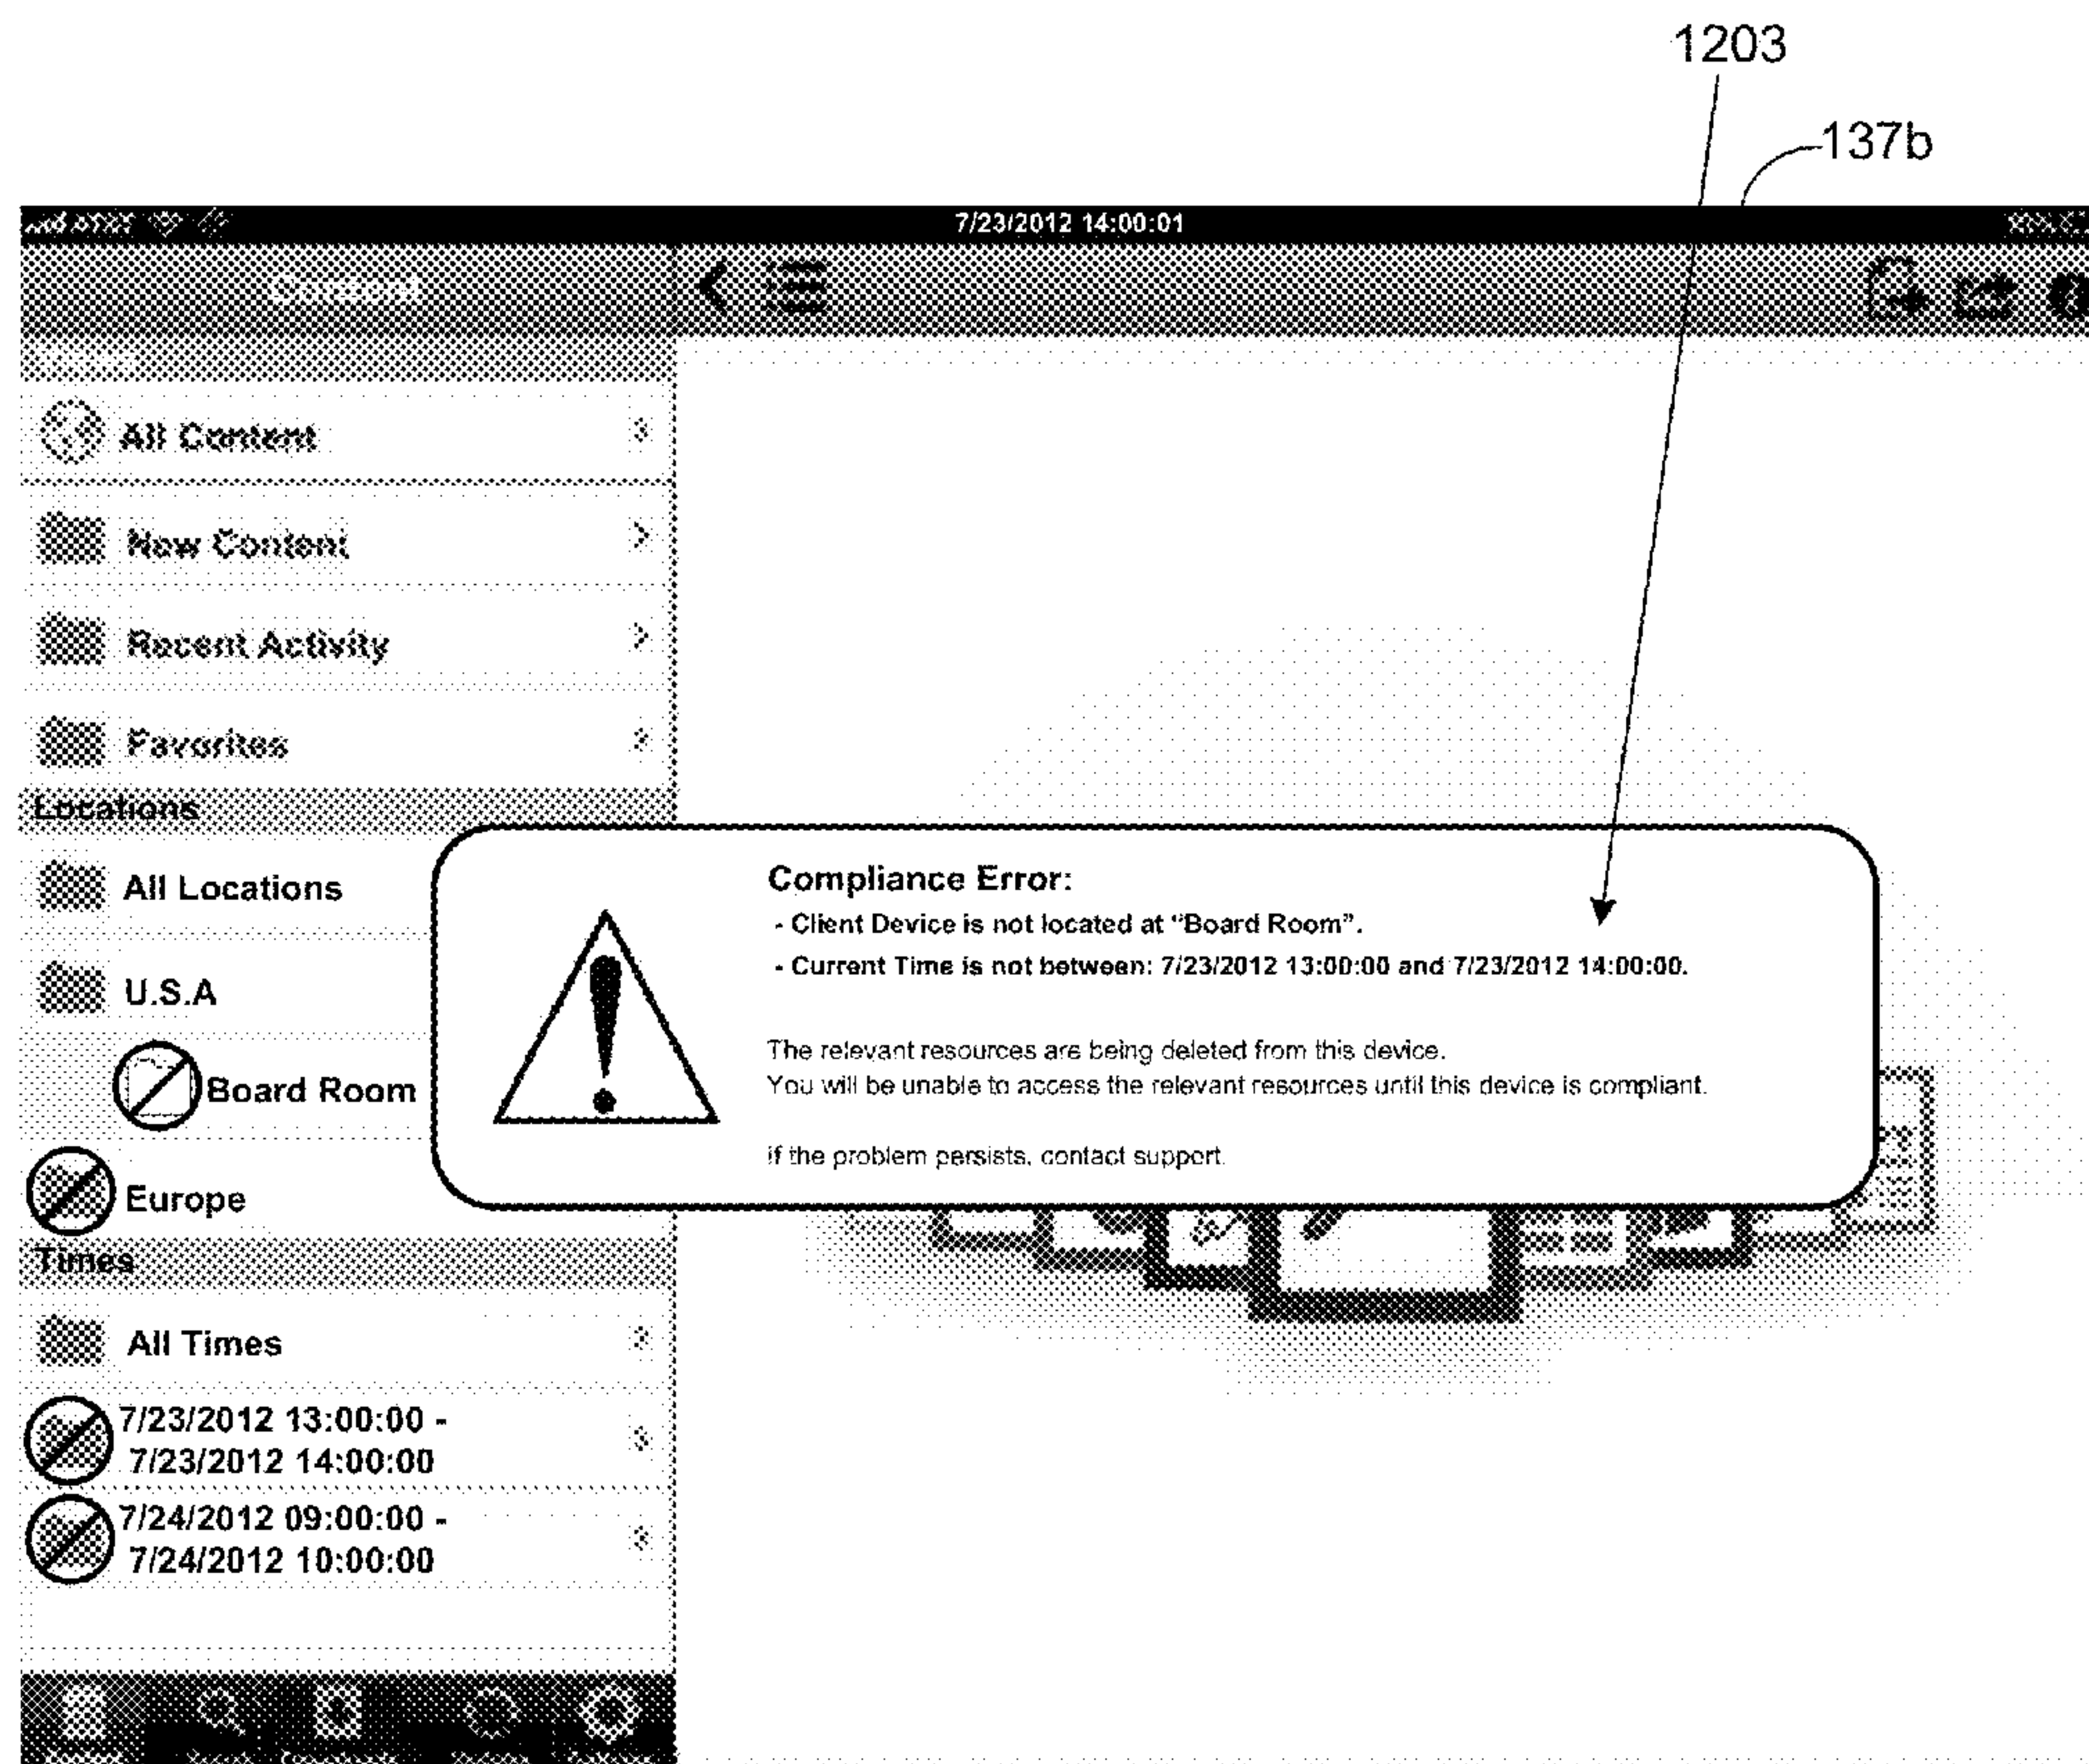 1203
137b
7/23/2012 14:00:01
Content
All Content
New Content
Recent Activity
Favorites
Locations
All Locations
U.S.A
Board Room
Europe
Times
All Times
7/23/2012 13:00:00 -
7/23/2012 14:00:00
7/24/2012 09:00:00 -
7/24/2012 10:00:00
Compliance Error:
- Client Device is not located at “Board Room”.
- Current Time is not between: 7/23/2012 13:00:00 and 7/23/2012 14:00:00.
The relevant resources are being deleted from this device.
You will be unable to access the relevant resources until this device is compliant.
If the problem persists, contact support.